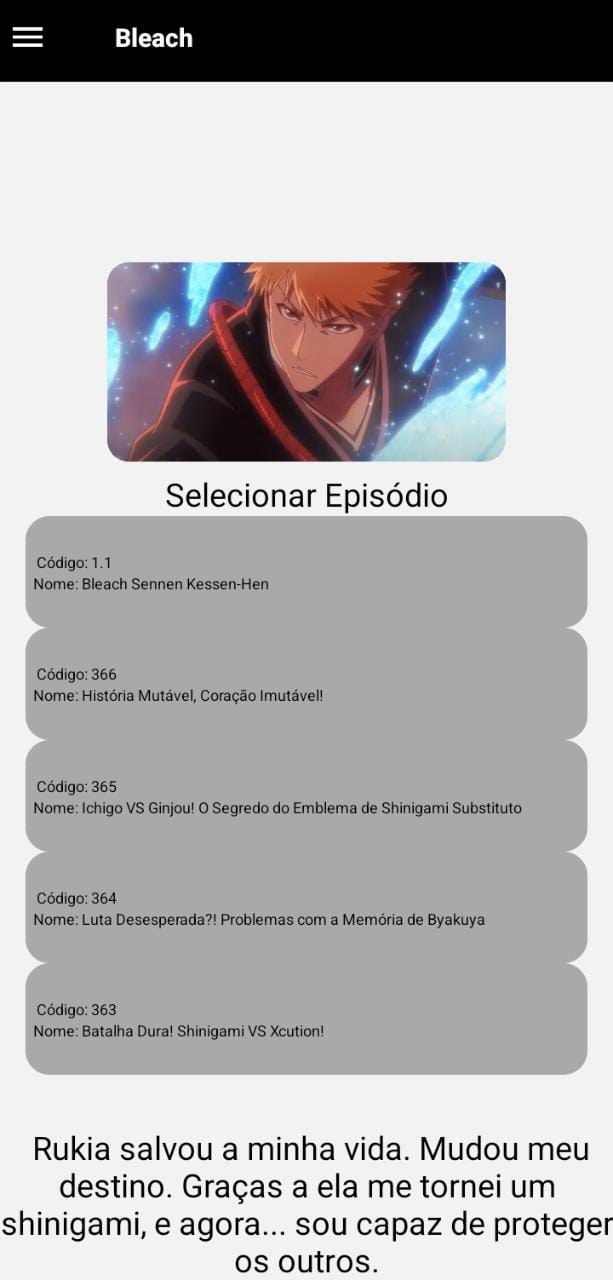 Bleach
Selecionar Episódio
Código: 1.1
Nome: Bleach Sennen Kessen-Hen
Código: 366
Nome: História Mutável, Coração Imutável!
Código: 365
Nome: Ichigo VS Ginjou! O Segredo do Emblema de Shinigami Substituto
Código: 364
Nome: Luta Desesperada?! Problemas com a Memória de Byakuya
Código: 363
Nome: Batalha Dura! Shinigami VS Xcution!
Rukia salvou a minha vida. Mudou meu
destino. Graças a ela me tornei um
shinigami, e agora... sou capaz de proteger
os outros.